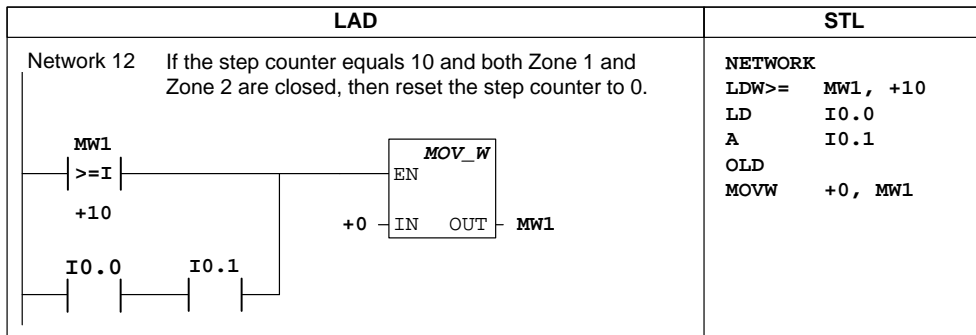 LAD
STL
Network 12 If the step counter equals 10 and both Zone 1 and
Zone 2 are closed, then reset the step counter to 0.
MW1
>=I
+10
MOV_W
EN
+0 IN OUT MW1
I0.0 I0.1
NETWORK
LDW>= MW1, +10
LD I0.0
A I0.1
OLD
MOVW +0, MW1